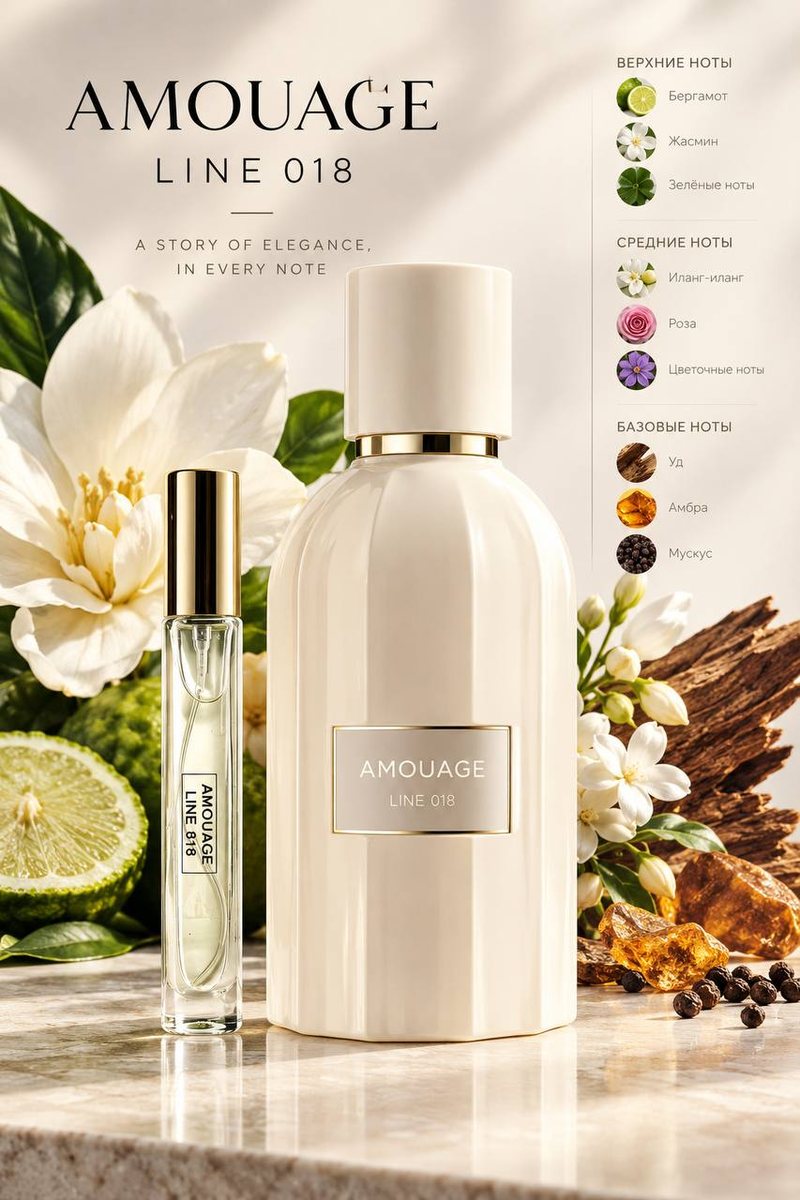 AMOUAGE
LINE 018
A STORY OF ELEGANCE,
IN EVERY NOTE
ВЕРХНИЕ НОТЫ
Бергамот
Жасмин
Зелёные ноты
СРЕДНИЕ НОТЫ
Иланг-иланг
Роза
Цветочные ноты
БАЗОВЫЕ НОТЫ
Уд
Амбра
Мускус
AMOUAGE
LINE 818
AMOUAGE
LINE 018